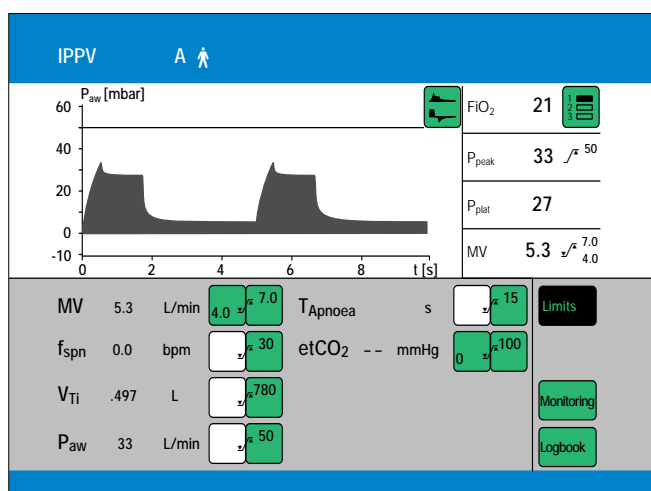 IPPV A
Paw [mbar]
60
40
20
0
-10
0 2 4 6 8 t [s]
FiO2 21 1 2 3
Ppeak 33 50
Pplat 27
MV 5.3 7.0 4.0
MV 5.3 L/min 4.0 7.0 TApnoea s 15 Limits
fspn 0.0 bpm 30 etCO2 -- mmHg 0 100
VTi .497 L 780 Monitoring
Paw 33 L/min 50 Logbook